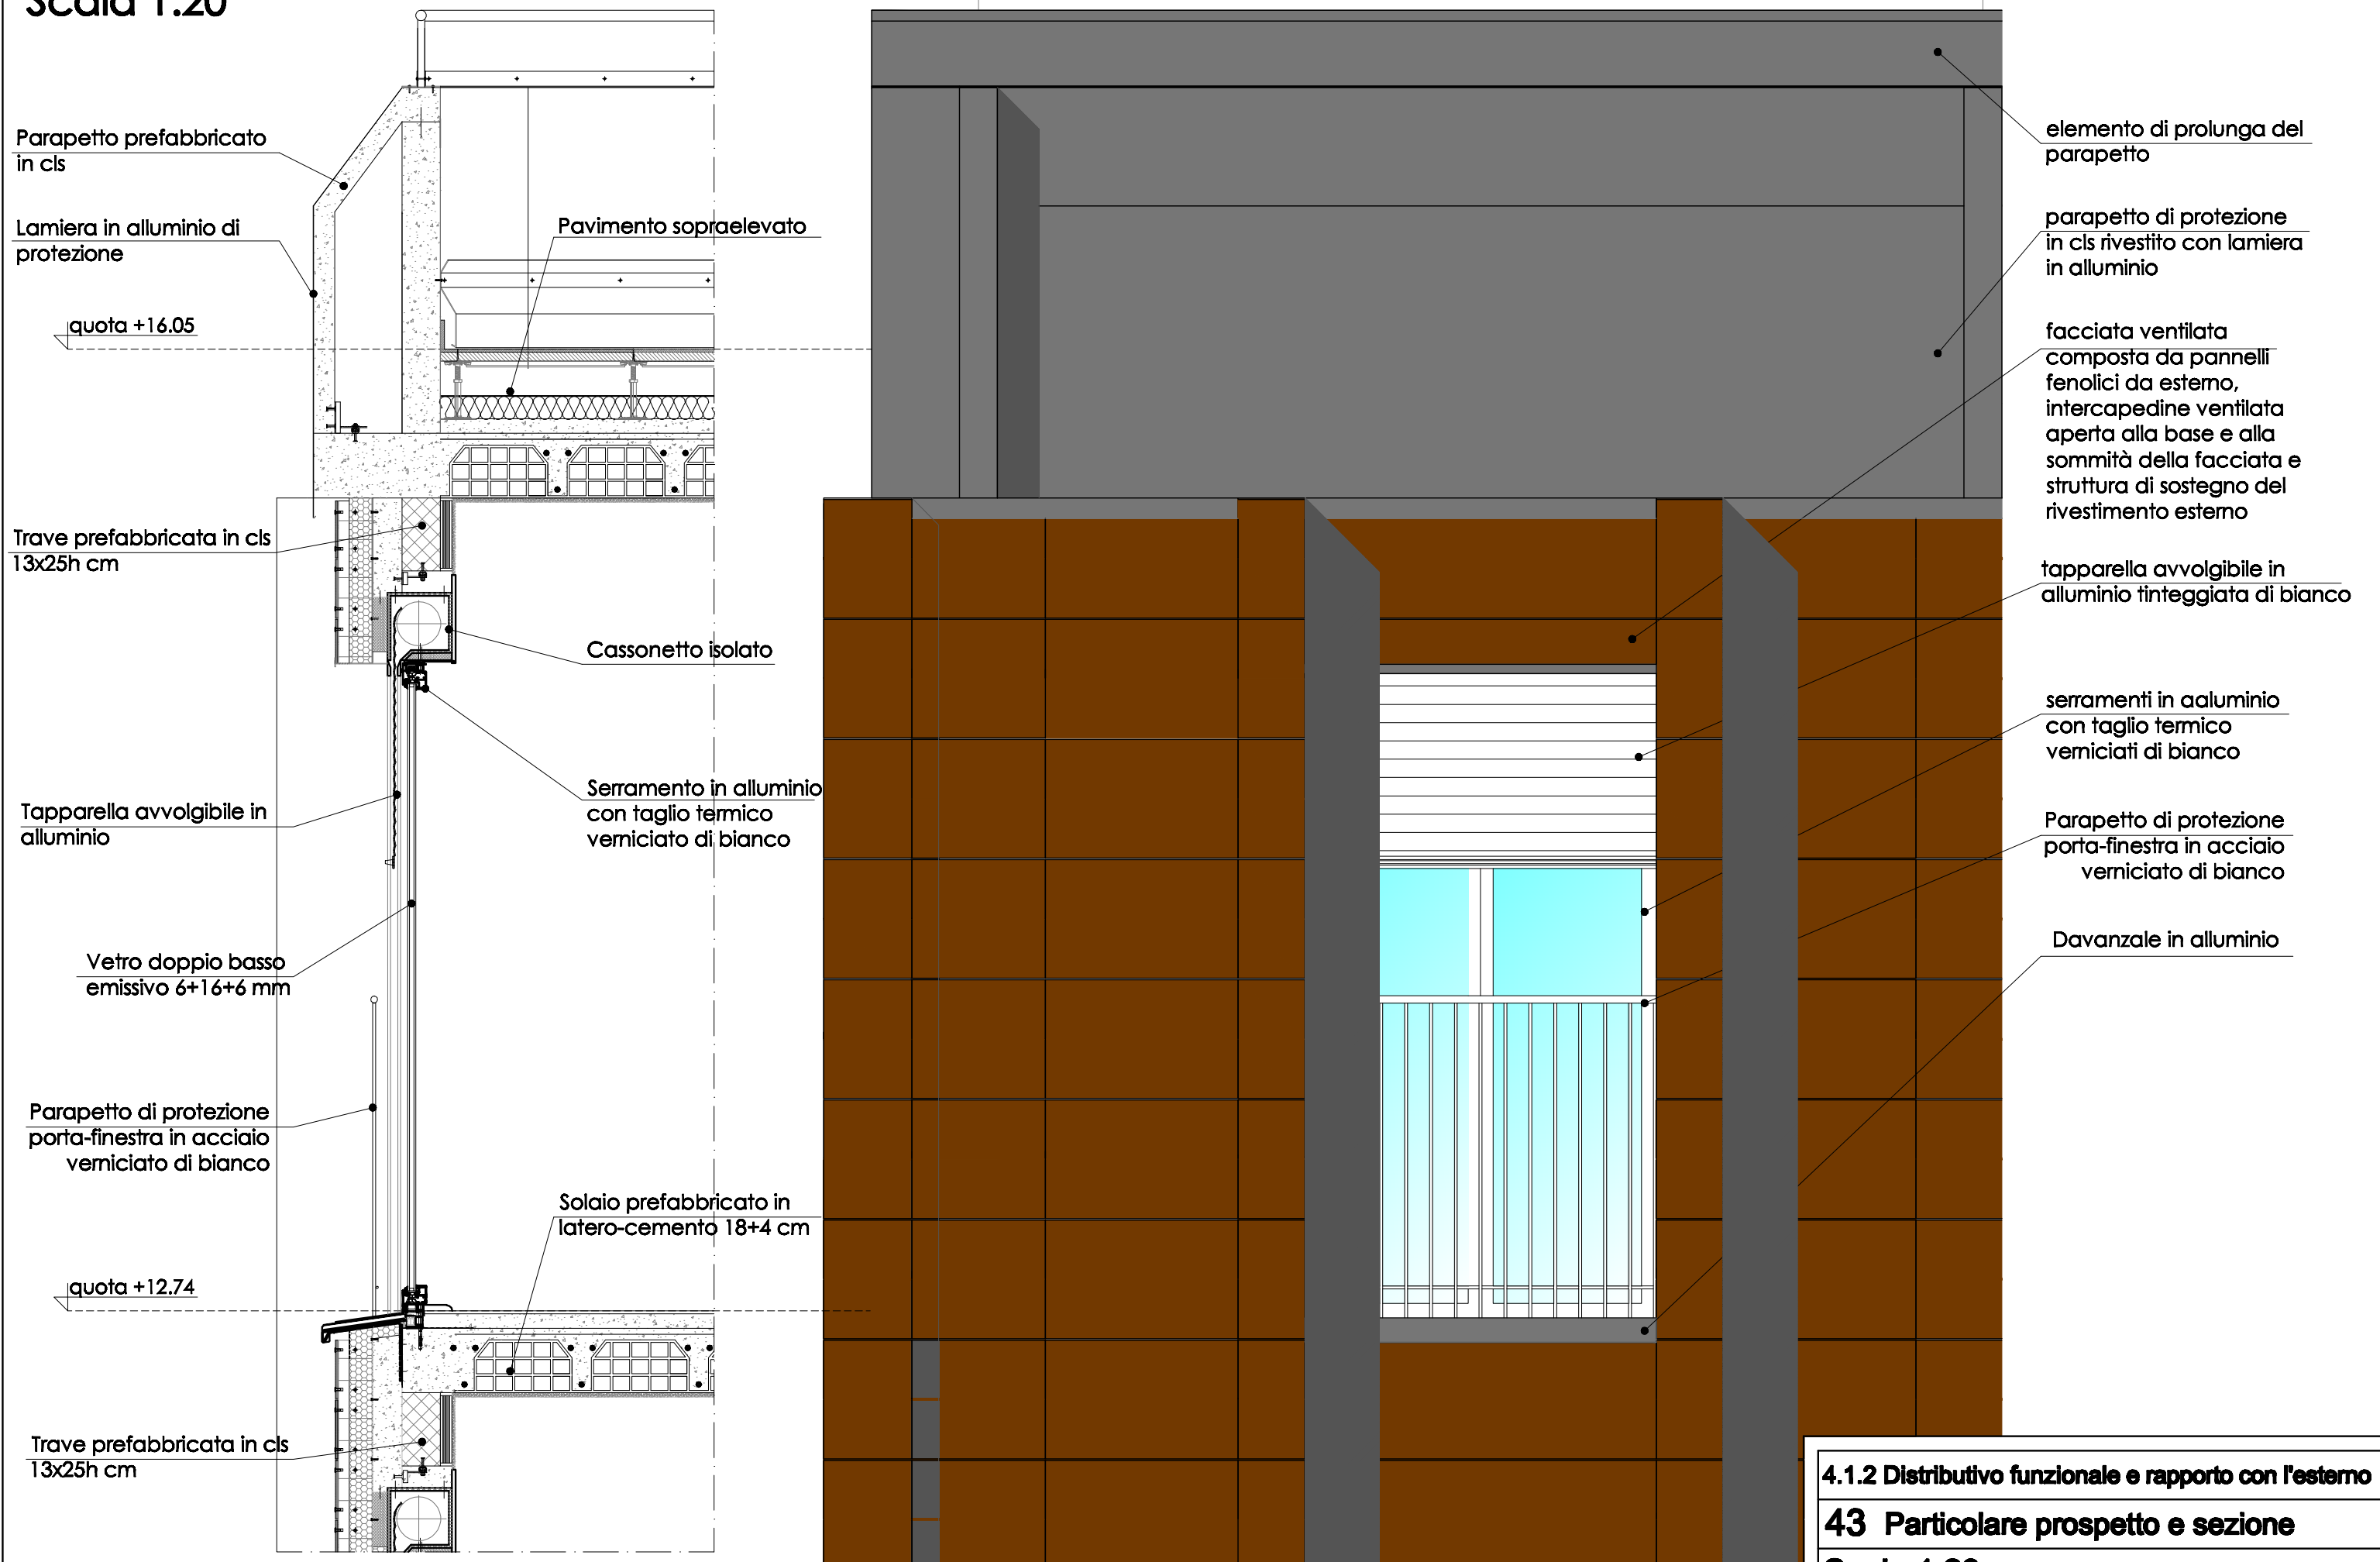 Scala 1:20
Parapetto prefabbricato
in cls
Lamiera in alluminio di
protezione
quota +16.05
Pavimento sopraelevato
Trave prefabbricata in cls
13x25h cm
Cassonetto isolato
Serramento in alluminio
con taglio termico
verniciato di bianco
Tapparella avvolgibile in
alluminio
Vetro doppio basso
emissivo 6+16+6 mm
Parapetto di protezione
porta-finestra in acciaio
verniciato di bianco
Solaio prefabbricato in
latero-cemento 18+4 cm
quota +12.74
Trave prefabbricata in cls
13x25h cm
elemento di prolunga del
parapetto
parapetto di protezione
in cls rivestito con lamiera
in alluminio
facciata ventilata
composta da pannelli
fenolici da esterno,
intercapedine ventilata
aperta alla base e alla
sommità della facciata e
struttura di sostegno del
rivestimento esterno
tapparella avvolgibile in
alluminio tinteggiata di bianco
serramenti in aaluminio
con taglio termico
verniciati di bianco
Parapetto di protezione
porta-finestra in acciaio
verniciato di bianco
Davanzale in alluminio
4.1.2 Distributivo funzionale e rapporto con l'esterno
43 Particolare prospetto e sezione
Scala 1:20